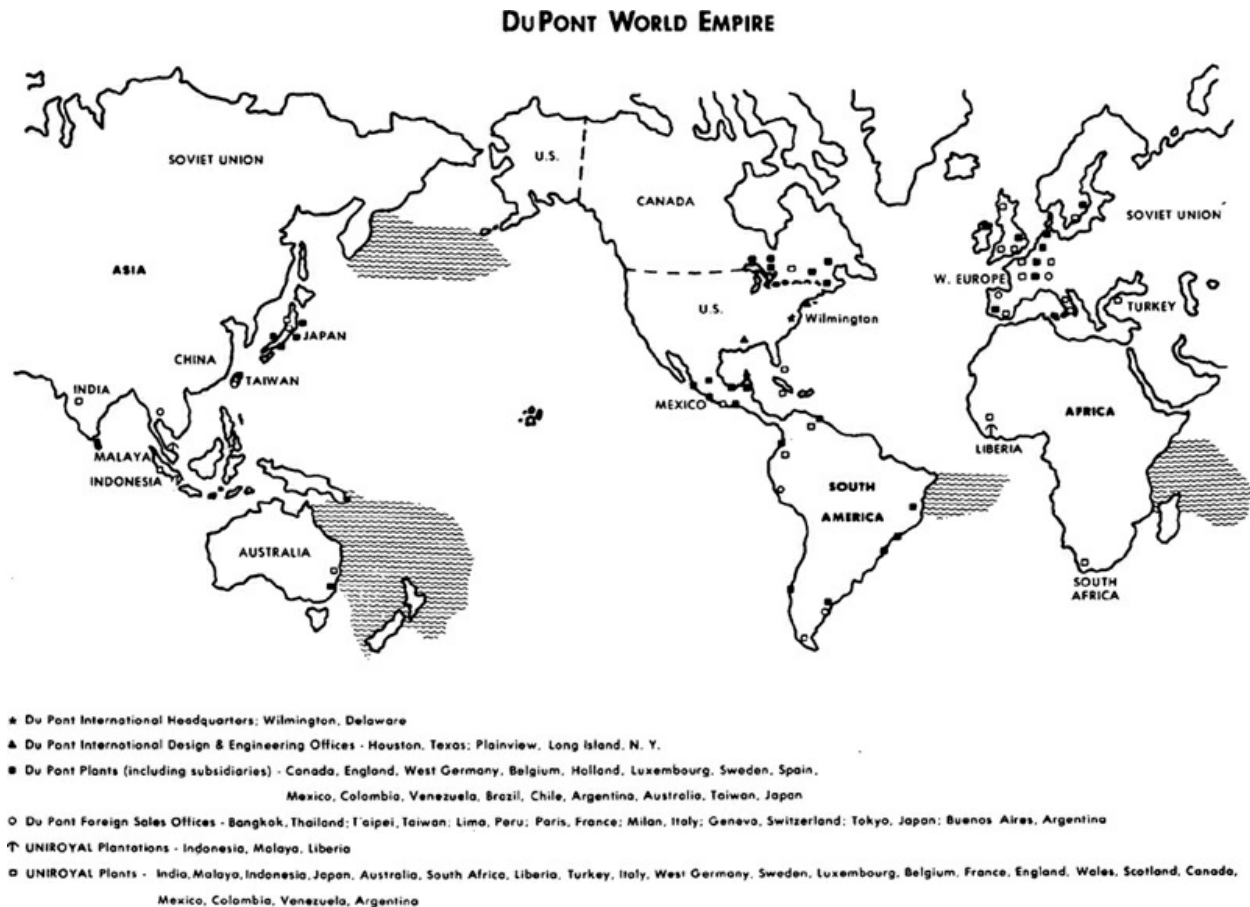 DU PONT WORLD EMPIRE
SOVIET UNION
U.S.
CANADA
SOVIET UNION
ASIA
W. EUROPE
U.S.
Wilmington
TURKEY
JAPAN
CHINA
TAIWAN
INDIA
MEXICO
AFRICA
MALAYA
LIBERIA
INDONESIA
SOUTH
AMERICA
AUSTRALIA
SOUTH
AFRICA
★ Du Pont International Headquarters; Wilmington, Delaware
▲ Du Pont International Design & Engineering Offices - Houston, Texas; Plainview, Long Island, N. Y.
■ Du Pont Plants (including subsidiaries) - Canada, England, West Germany, Belgium, Holland, Luxembourg, Sweden, Spain,
Mexico, Colombia, Venezuela, Brazil, Chile, Argentina, Australia, Taiwan, Japan
○ Du Pont Foreign Sales Offices - Bangkok, Thailand; Taipei, Taiwan; Lima, Peru; Paris, France; Milan, Italy; Geneva, Switzerland; Tokyo, Japan; Buenos Aires, Argentina
UNIROYAL Plantations - Indonesia, Malaya, Liberia
□ UNIROYAL Plants - India, Malaya, Indonesia, Japan, Australia, South Africa, Liberia, Turkey, Italy, West Germany, Sweden, Luxembourg, Belgium, France, England, Wales, Scotland, Canada,
Mexico, Colombia, Venezuela, Argentina